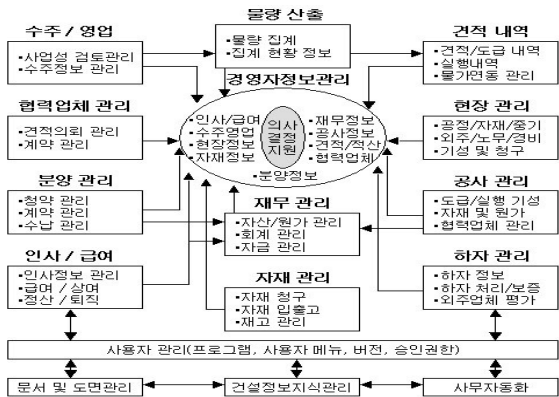 수주 / 영업
▪사업성 검토관리
▪수주정보 관리
물량 산출
▪물량 집계
▪집계 현황 정보
견적 내역
▪견적/도급 내역
▪실행내역
▪물가연동 관리
경영자정보관리
▪인사/급여
▪수주영업
▪현장정보
▪자재정보
의사
결정
지원
▪재무정보
▪공사정보
▪견적/적산
▪협력업체
▪분양정보
협력업체 관리
▪견적의뢰 관리
▪계약 관리
현장 관리
▪공정/자재/중기
▪외주/노무/경비
▪기성 및 청구
분양 관리
▪청약 관리
▪계약 관리
▪수납 관리
재무 관리
▪자산/원가 관리
▪회계 관리
▪자금 관리
공사 관리
▪도급/실행 기성
▪자재 및 원가
▪협력업체 관리
인사 / 급여
▪인사정보 관리
▪급여 / 상여
▪정산 / 퇴직
자재 관리
▪자재 청구
▪자재 입출고
▪재고 관리
하자 관리
▪하자 정보
▪하자 처리/보증
▪외주업체 평가
사용자 관리(프로그램, 사용자 메뉴, 버전, 승인권한)
문서 및 도면관리
건설정보지식관리
사무자동화